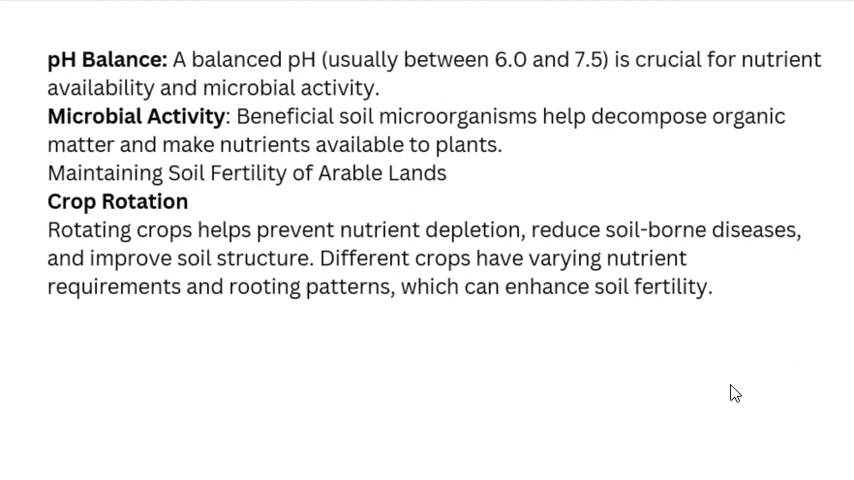 pH Balance: A balanced pH (usually between 6.0 and 7.5) is crucial for nutrient
availability and microbial activity.
Microbial Activity: Beneficial soil microorganisms help decompose organic
matter and make nutrients available to plants.
Maintaining Soil Fertility of Arable Lands
Crop Rotation
Rotating crops helps prevent nutrient depletion, reduce soil-borne diseases,
and improve soil structure. Different crops have varying nutrient
requirements and rooting patterns, which can enhance soil fertility.